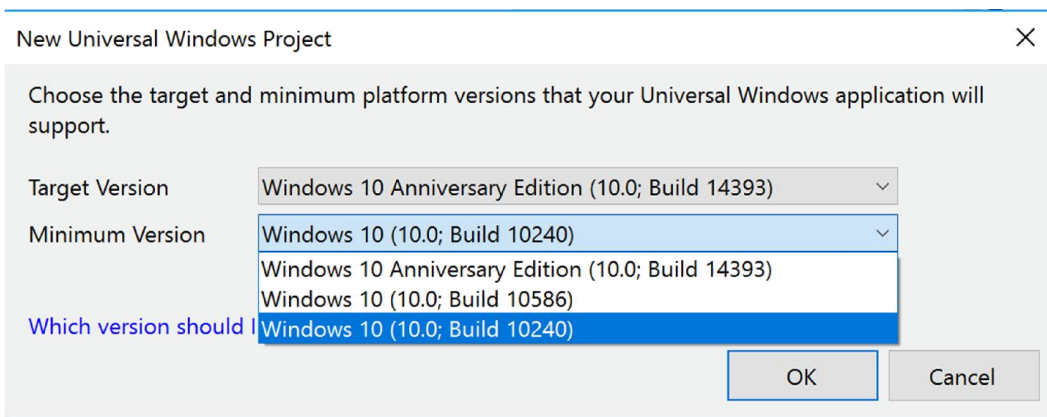 New Universal Windows Project
Choose the target and minimum platform versions that your Universal Windows application will
support.
Target Version
Windows 10 Anniversary Edition (10.0; Build 14393)
Minimum Version
Windows 10 (10.0; Build 10240)
Windows 10 Anniversary Edition (10.0; Build 14393)
Windows 10 (10.0; Build 10586)
Which version should I
Windows 10 (10.0; Build 10240)
OK
Cancel